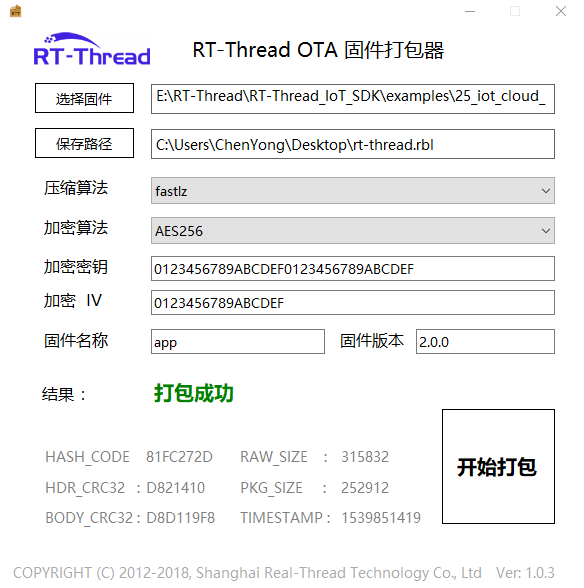 RT-Thread
RT-Thread OTA 固件打包器
选择固件 E:\RT-Thread\RT-Thread_IoT_SDK\examples\25_iot_cloud_
保存路径 C:\Users\ChenYong\Desktop\rt-thread.rbl
压缩算法 fastlz
加密算法 AES256
加密密钥 0123456789ABCDEF0123456789ABCDEF
加密 IV 0123456789ABCDEF
固件名称 app 固件版本 2.0.0
结果： 打包成功
开始打包
HASH_CODE 81FC272D RAW_SIZE : 315832
HDR_CRC32 : D821410 PKG_SIZE : 252912
BODY_CRC32 : D8D119F8 TIMESTAMP : 1539851419
COPYRIGHT (C) 2012-2018, Shanghai Real-Thread Technology Co., Ltd Ver: 1.0.3